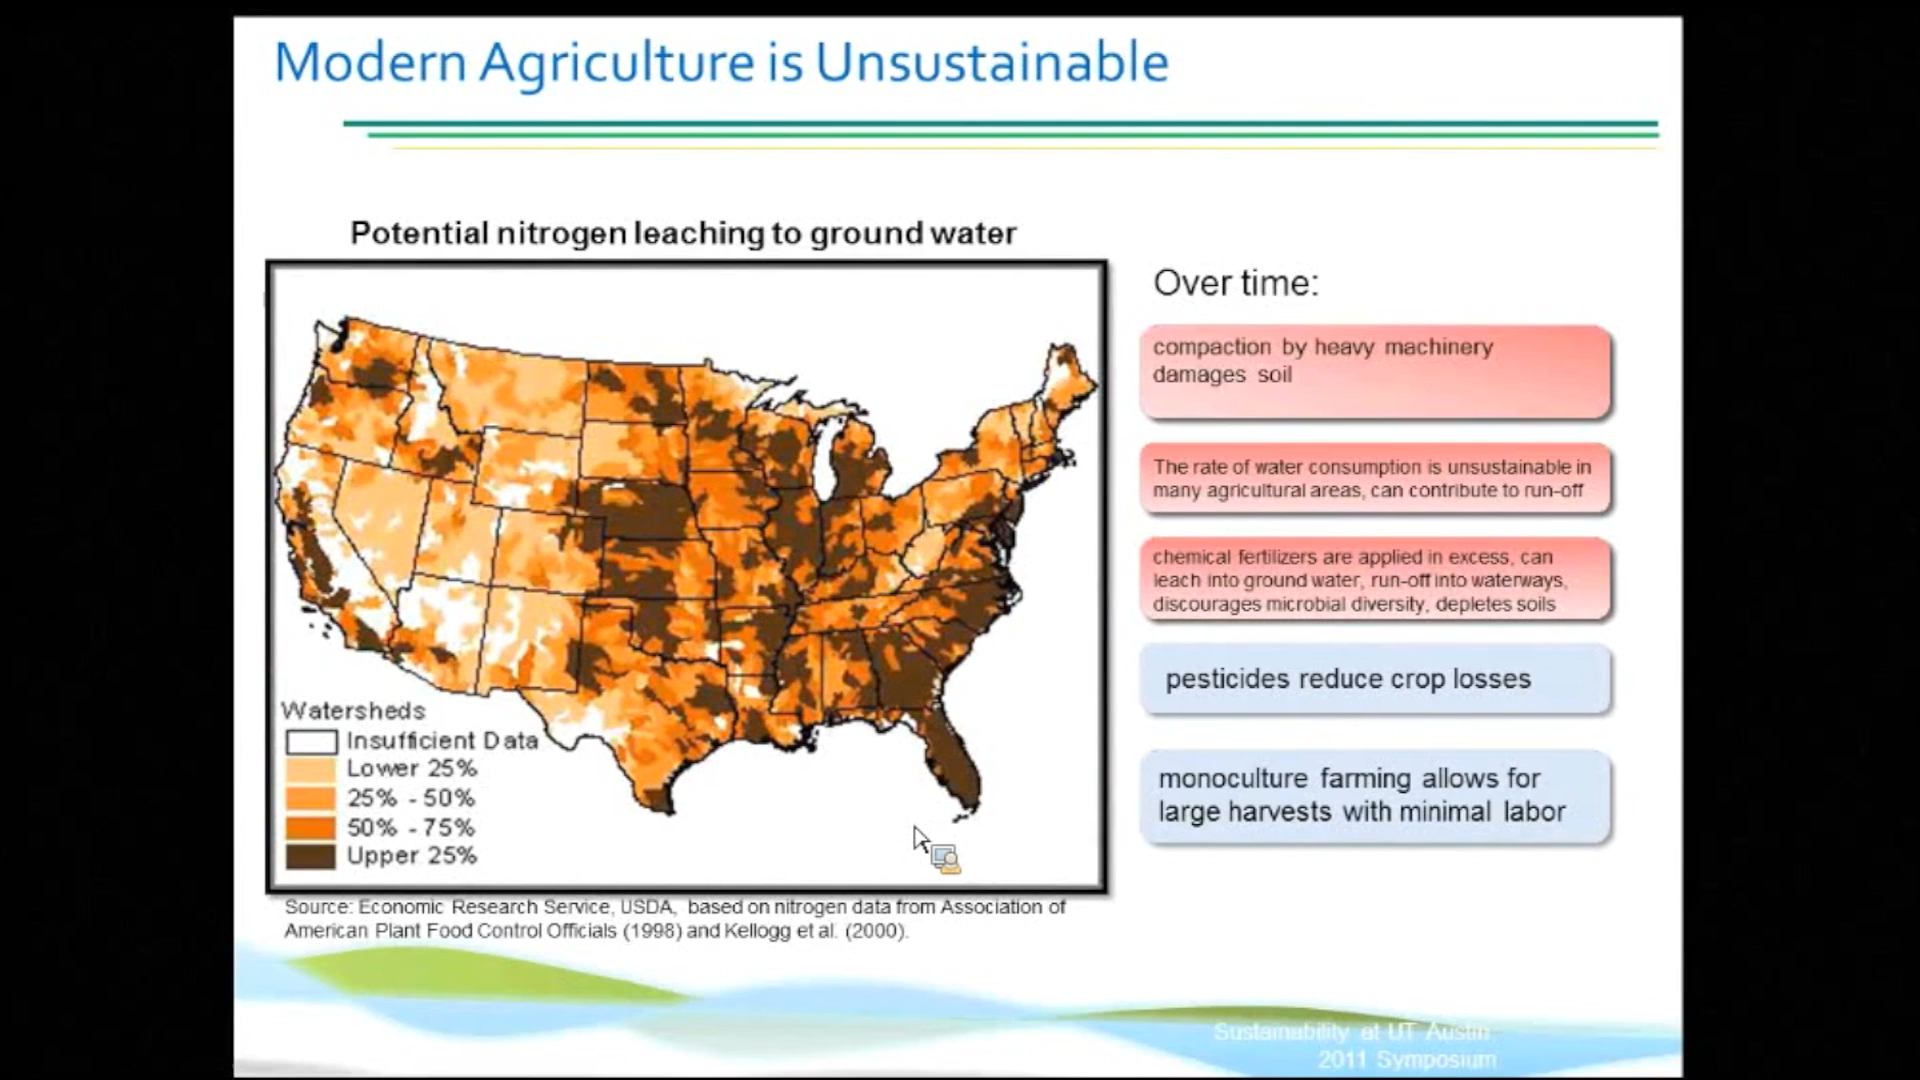 Modern Agriculture is Unsustainable
Potential nitrogen leaching to ground water
Watersheds
Insufficient Data
Lower 25%
25% - 50%
50% - 75%
Upper 25%
Source: Economic Research Service, USDA, based on nitrogen data from Association of
American Plant Food Control Officials (1998) and Kellogg et al. (2000).
Over time:
compaction by heavy machinery
damages soil
The rate of water consumption is unsustainable in
many agricultural areas, can contribute to run-off
chemical fertilizers are applied in excess, can
leach into ground water, run-off into waterways,
discourages microbial diversity, depletes soils
pesticides reduce crop losses
monoculture farming allows for
large harvests with minimal labor
Sustainability at UT Austin
2011 Symposium